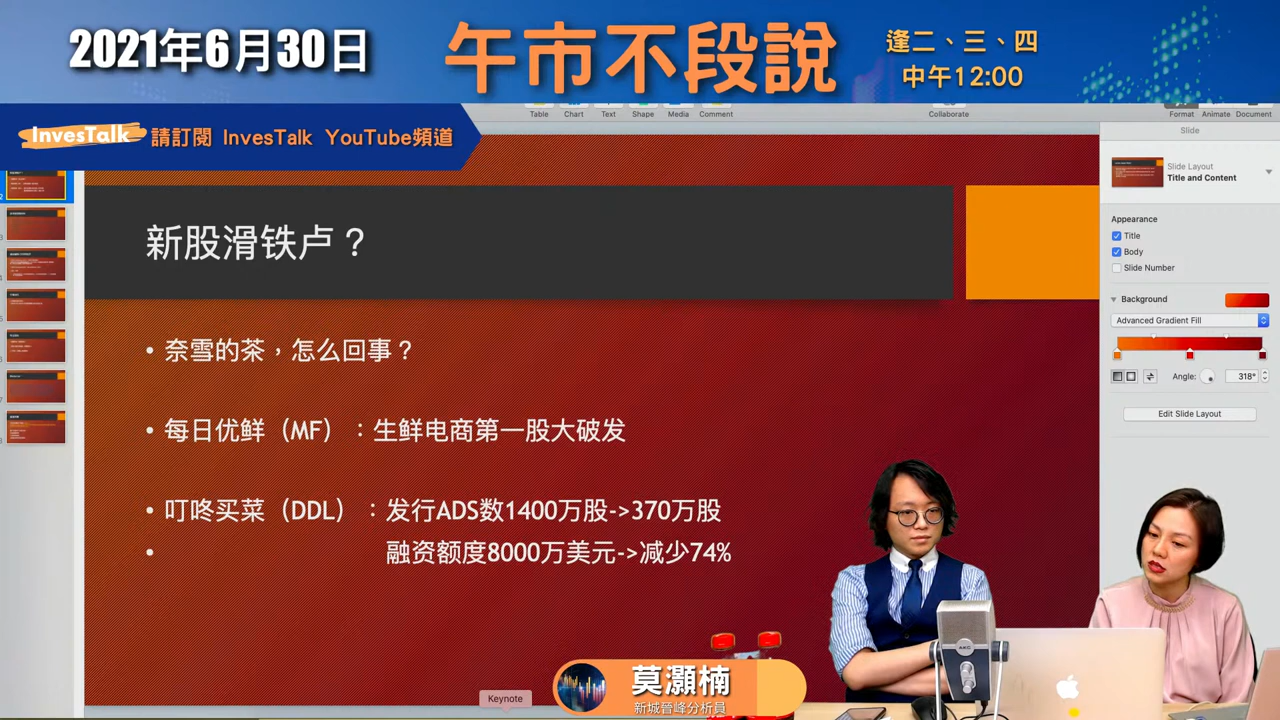 2021年6月30日
午市不段說
逢二、三、四
中午12:00
InvesTalk 請訂閱 InvesTalk YouTube頻道
Table Chart Text Shape Media Comment Collaborate Format Animate Document
Slide
Slide Layout
Title and Content
Appearance
Title
Body
Slide Number
Background
Advanced Gradient Fill
Angle: 318°
Edit Slide Layout
新股滑铁卢？
• 奈雪的茶，怎么回事？
• 每日优鲜（MF）：生鲜电商第一股大破发
• 叮咚买菜（DDL）：发行ADS数1400万股->370万股
• 融资额度8000万美元->减少74%
Keynote
莫灝楠
新城晉峰分析員
AKG